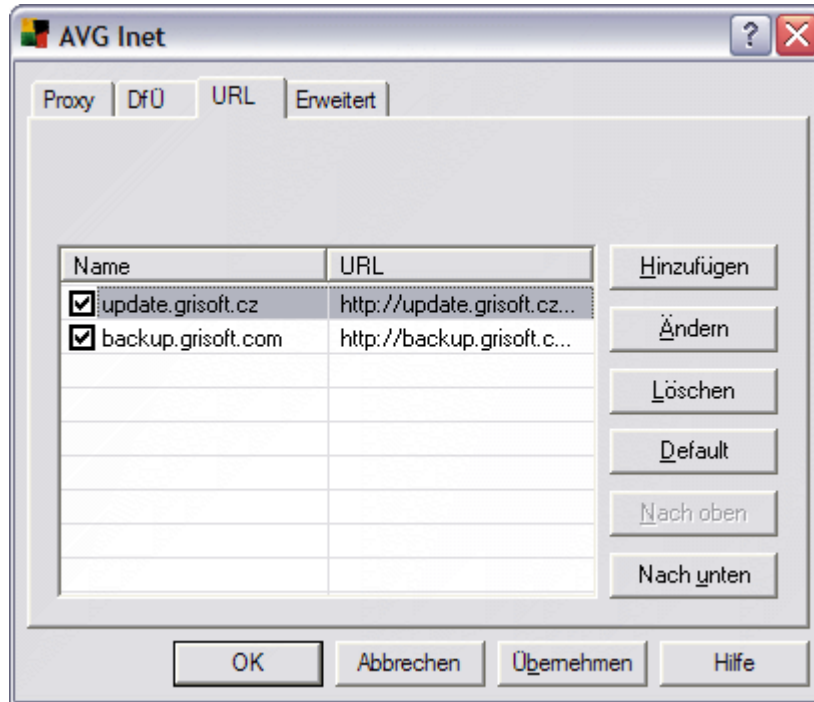 AVG Inet
Proxy DfÜ URL Erweitert
Name URL
update.grisoft.cz http://update.grisoft.cz...
backup.grisoft.com http://backup.grisoft.c...
Hinzufügen
Ändern
Löschen
Default
Nach oben
Nach unten
OK Abbrechen Übernehmen Hilfe